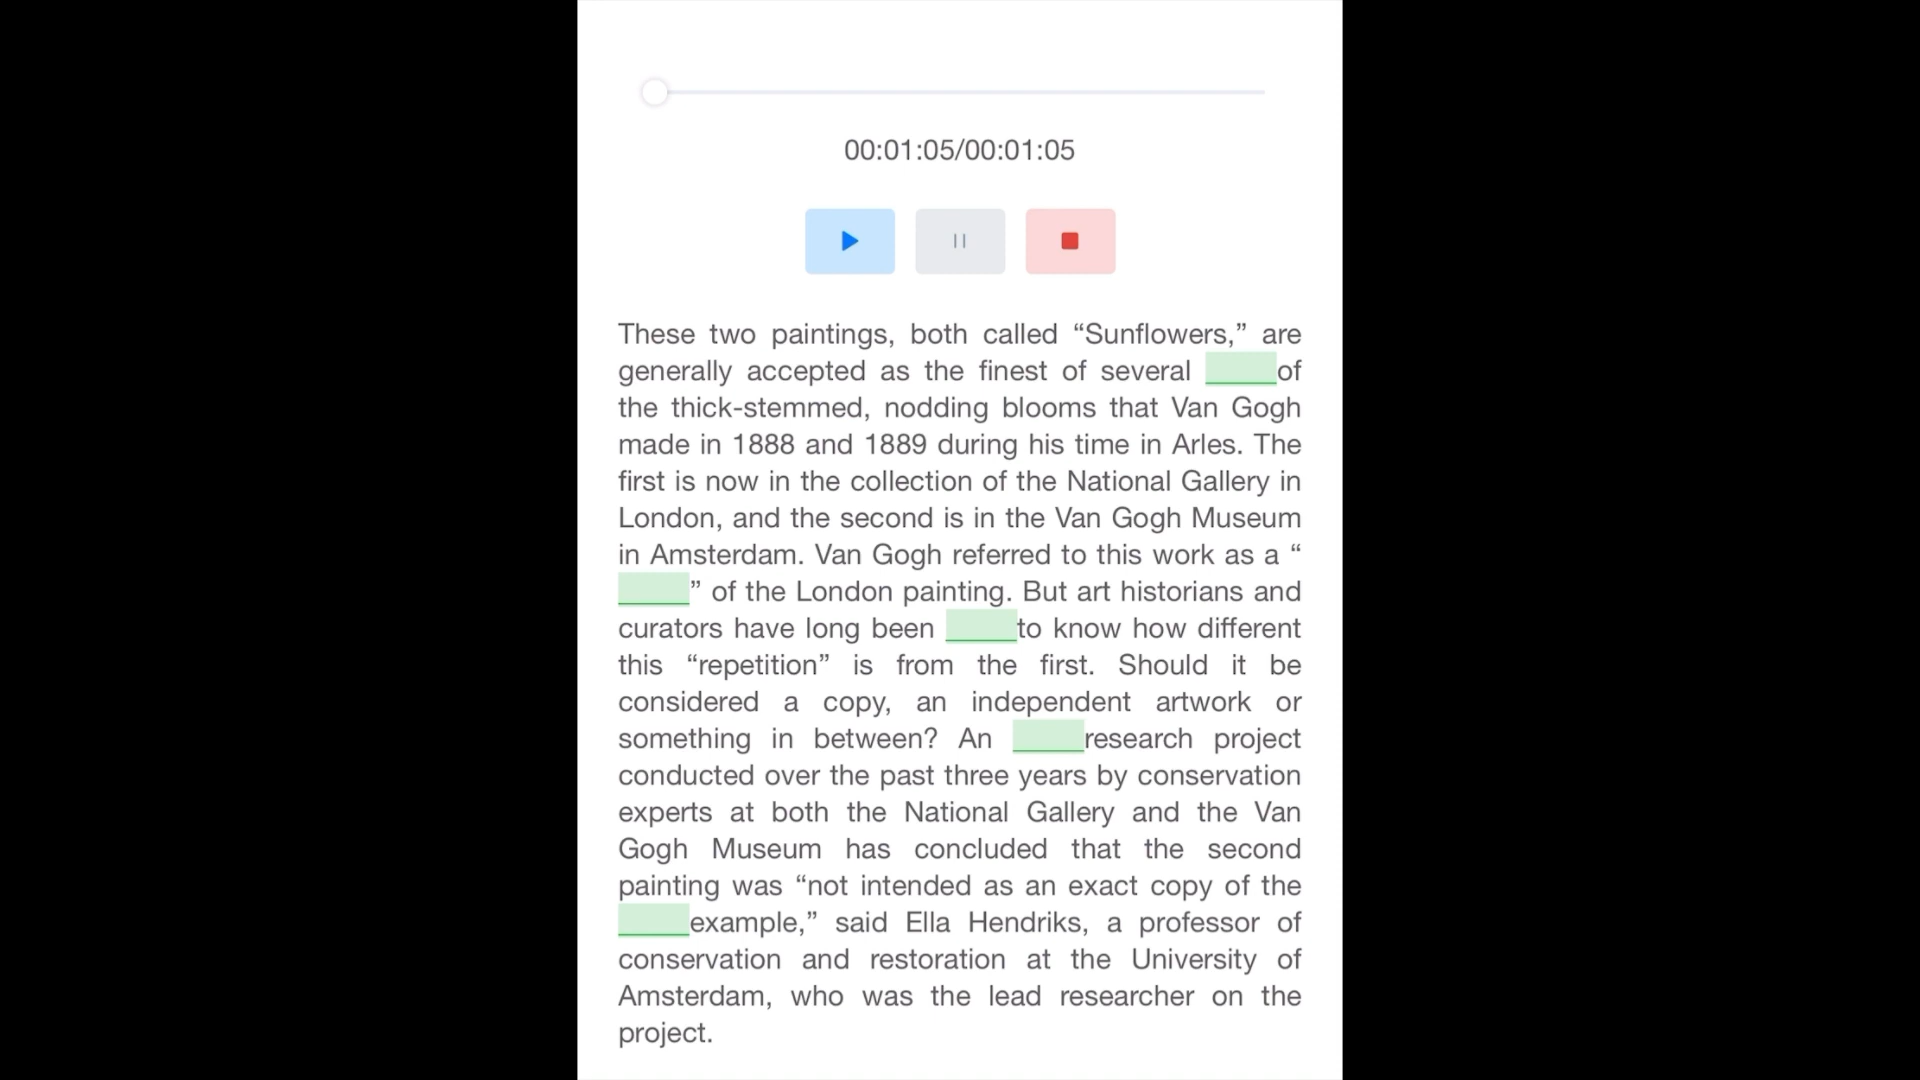 00:01:05/00:01:05
These two paintings, both called “Sunflowers,” are
generally accepted as the finest of several of
the thick-stemmed, nodding blooms that Van Gogh
made in 1888 and 1889 during his time in Arles. The
first is now in the collection of the National Gallery in
London, and the second is in the Van Gogh Museum
in Amsterdam. Van Gogh referred to this work as a “
” of the London painting. But art historians and
curators have long been to know how different
this “repetition” is from the first. Should it be
considered a copy, an independent artwork or
something in between? An research project
conducted over the past three years by conservation
experts at both the National Gallery and the Van
Gogh Museum has concluded that the second
painting was “not intended as an exact copy of the
example,” said Ella Hendriks, a professor of
conservation and restoration at the University of
Amsterdam, who was the lead researcher on the
project.